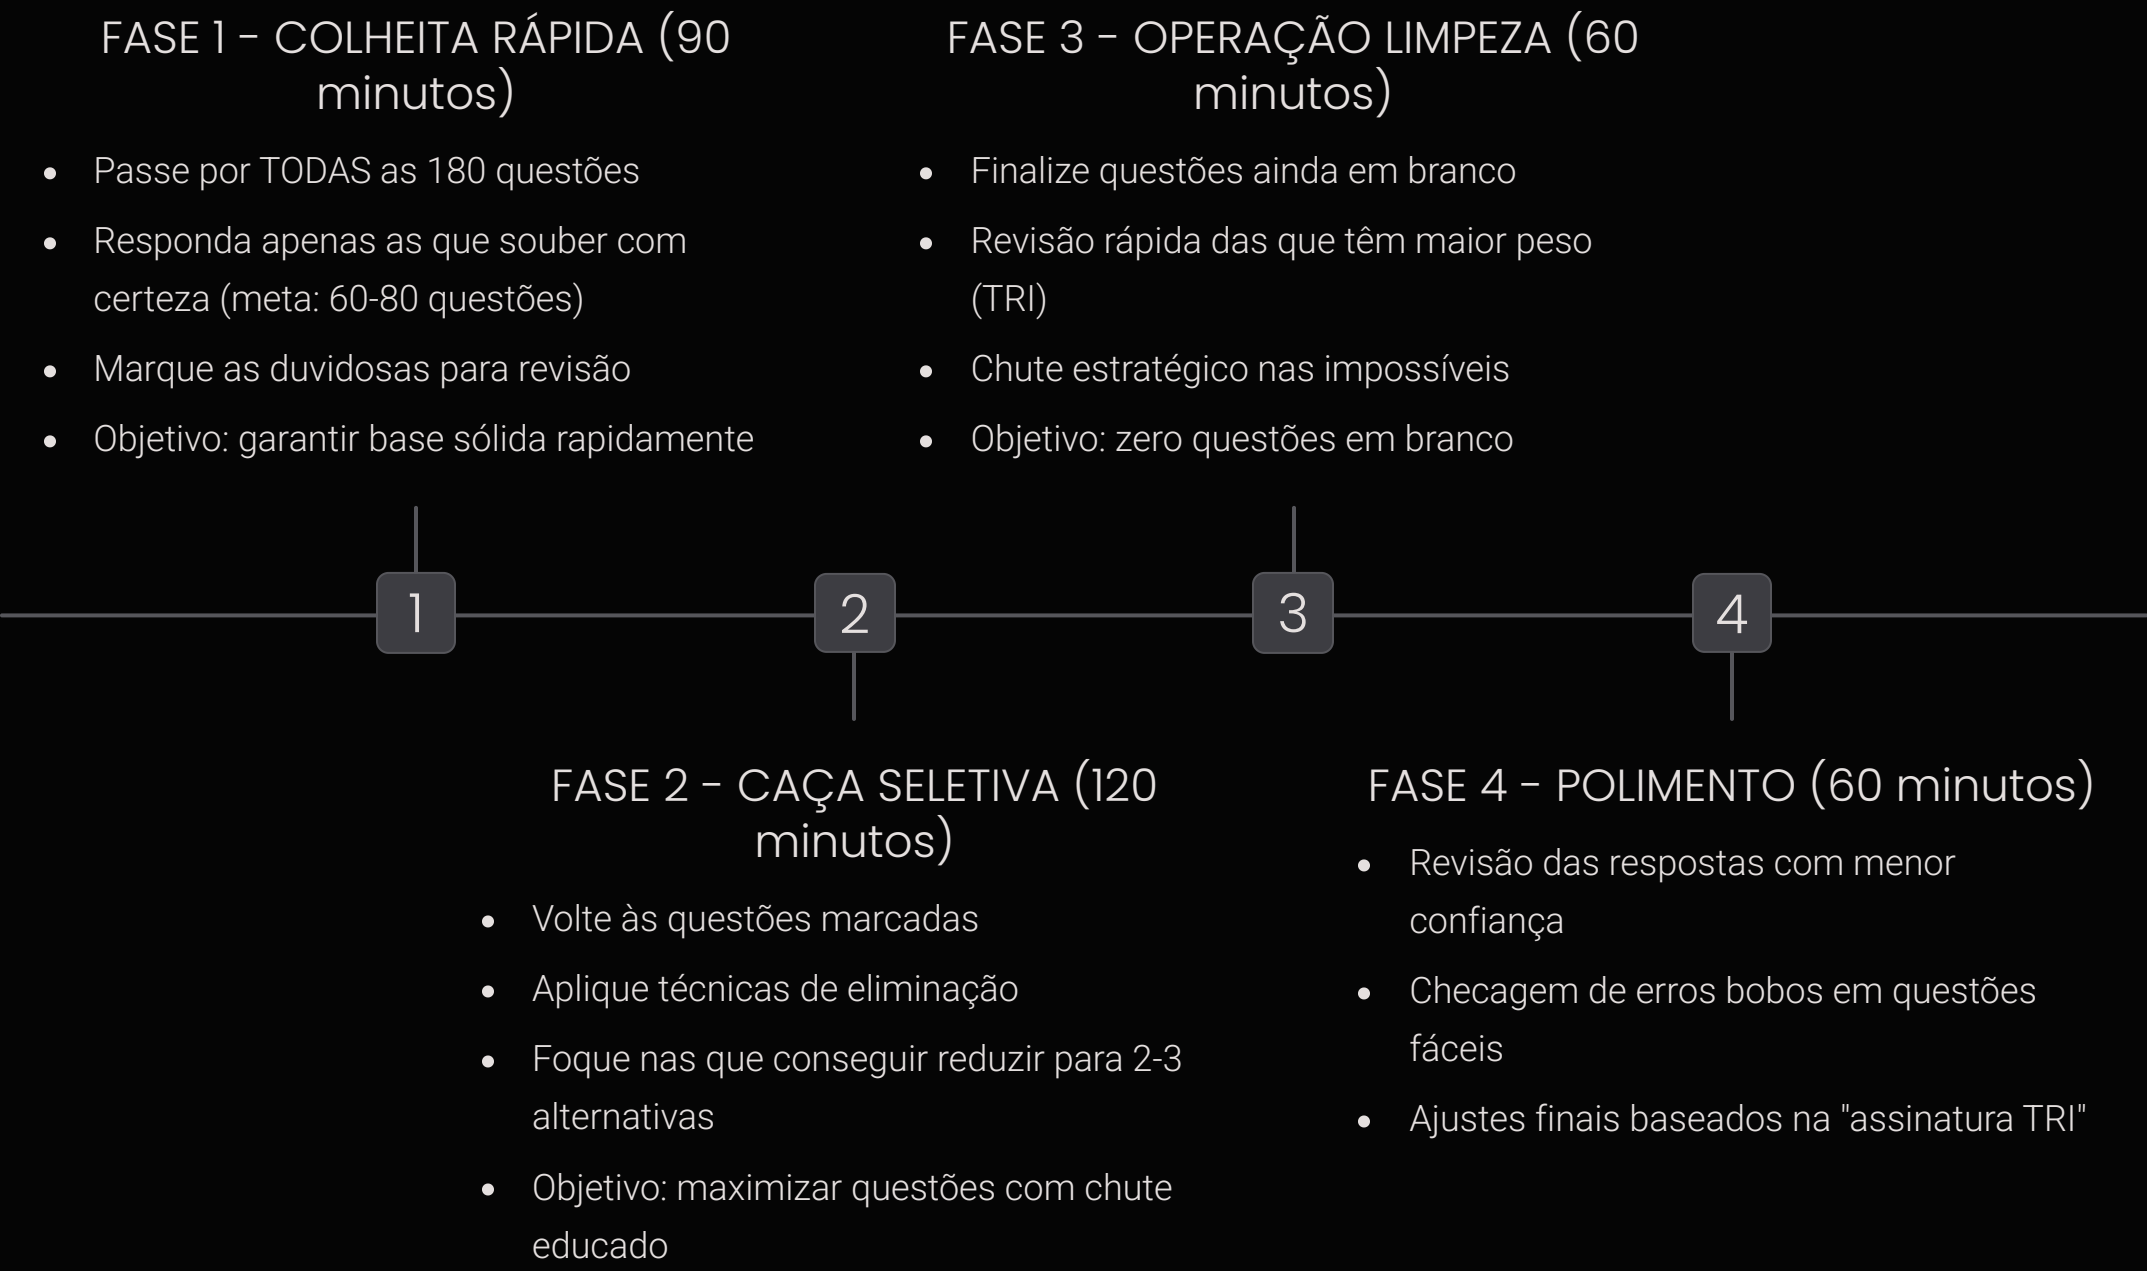 FASE 1 - COLHEITA RÁPIDA (90
minutos)
• Passe por TODAS as 180 questões
• Responda apenas as que souber com
certeza (meta: 60-80 questões)
• Marque as duvidosas para revisão
• Objetivo: garantir base sólida rapidamente
FASE 3 - OPERAÇÃO LIMPEZA (60
minutos)
• Finalize questões ainda em branco
• Revisão rápida das que têm maior peso
(TRI)
• Chute estratégico nas impossíveis
• Objetivo: zero questões em branco
1
2
3
4
FASE 2 - CAÇA SELETIVA (120
minutos)
• Volte às questões marcadas
• Aplique técnicas de eliminação
• Foque nas que conseguir reduzir para 2-3
alternativas
• Objetivo: maximizar questões com chute
educado
FASE 4 - POLIMENTO (60 minutos)
• Revisão das respostas com menor
confiança
• Checagem de erros bobos em questões
fáceis
• Ajustes finais baseados na "assinatura TRI"